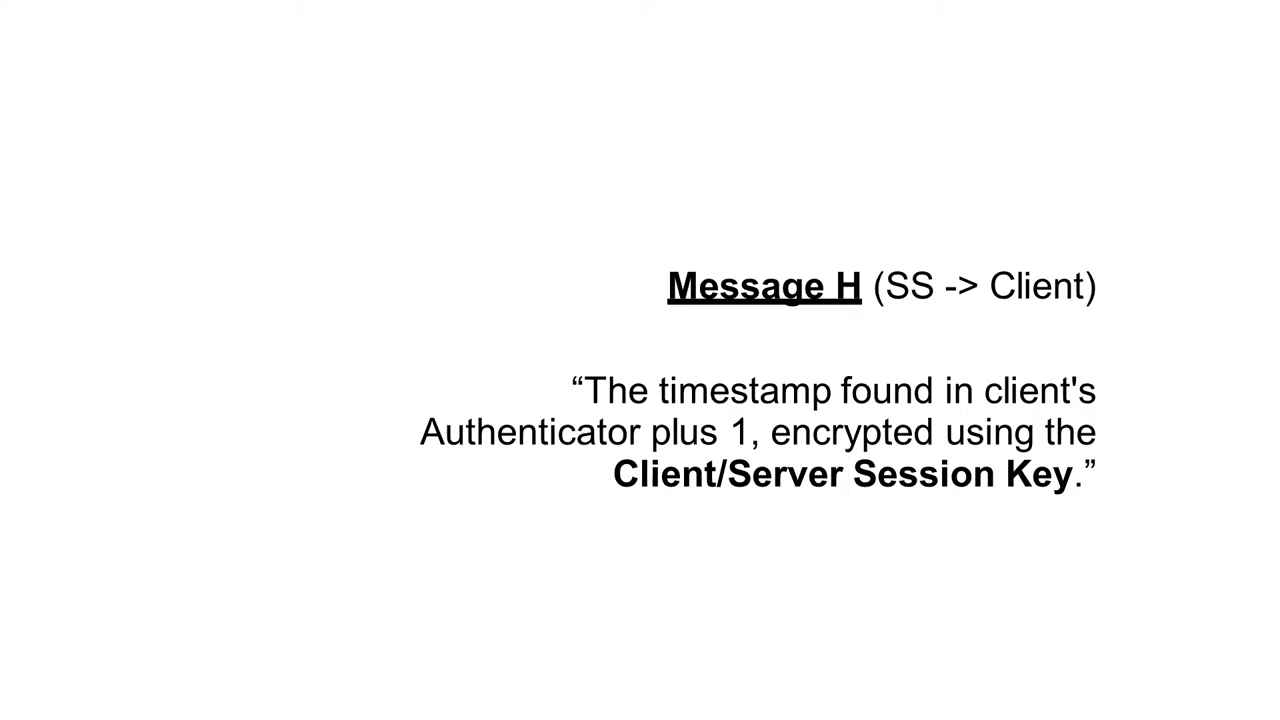 Message H (SS -> Client)
“The timestamp found in client's
Authenticator plus 1, encrypted using the
Client/Server Session Key.”